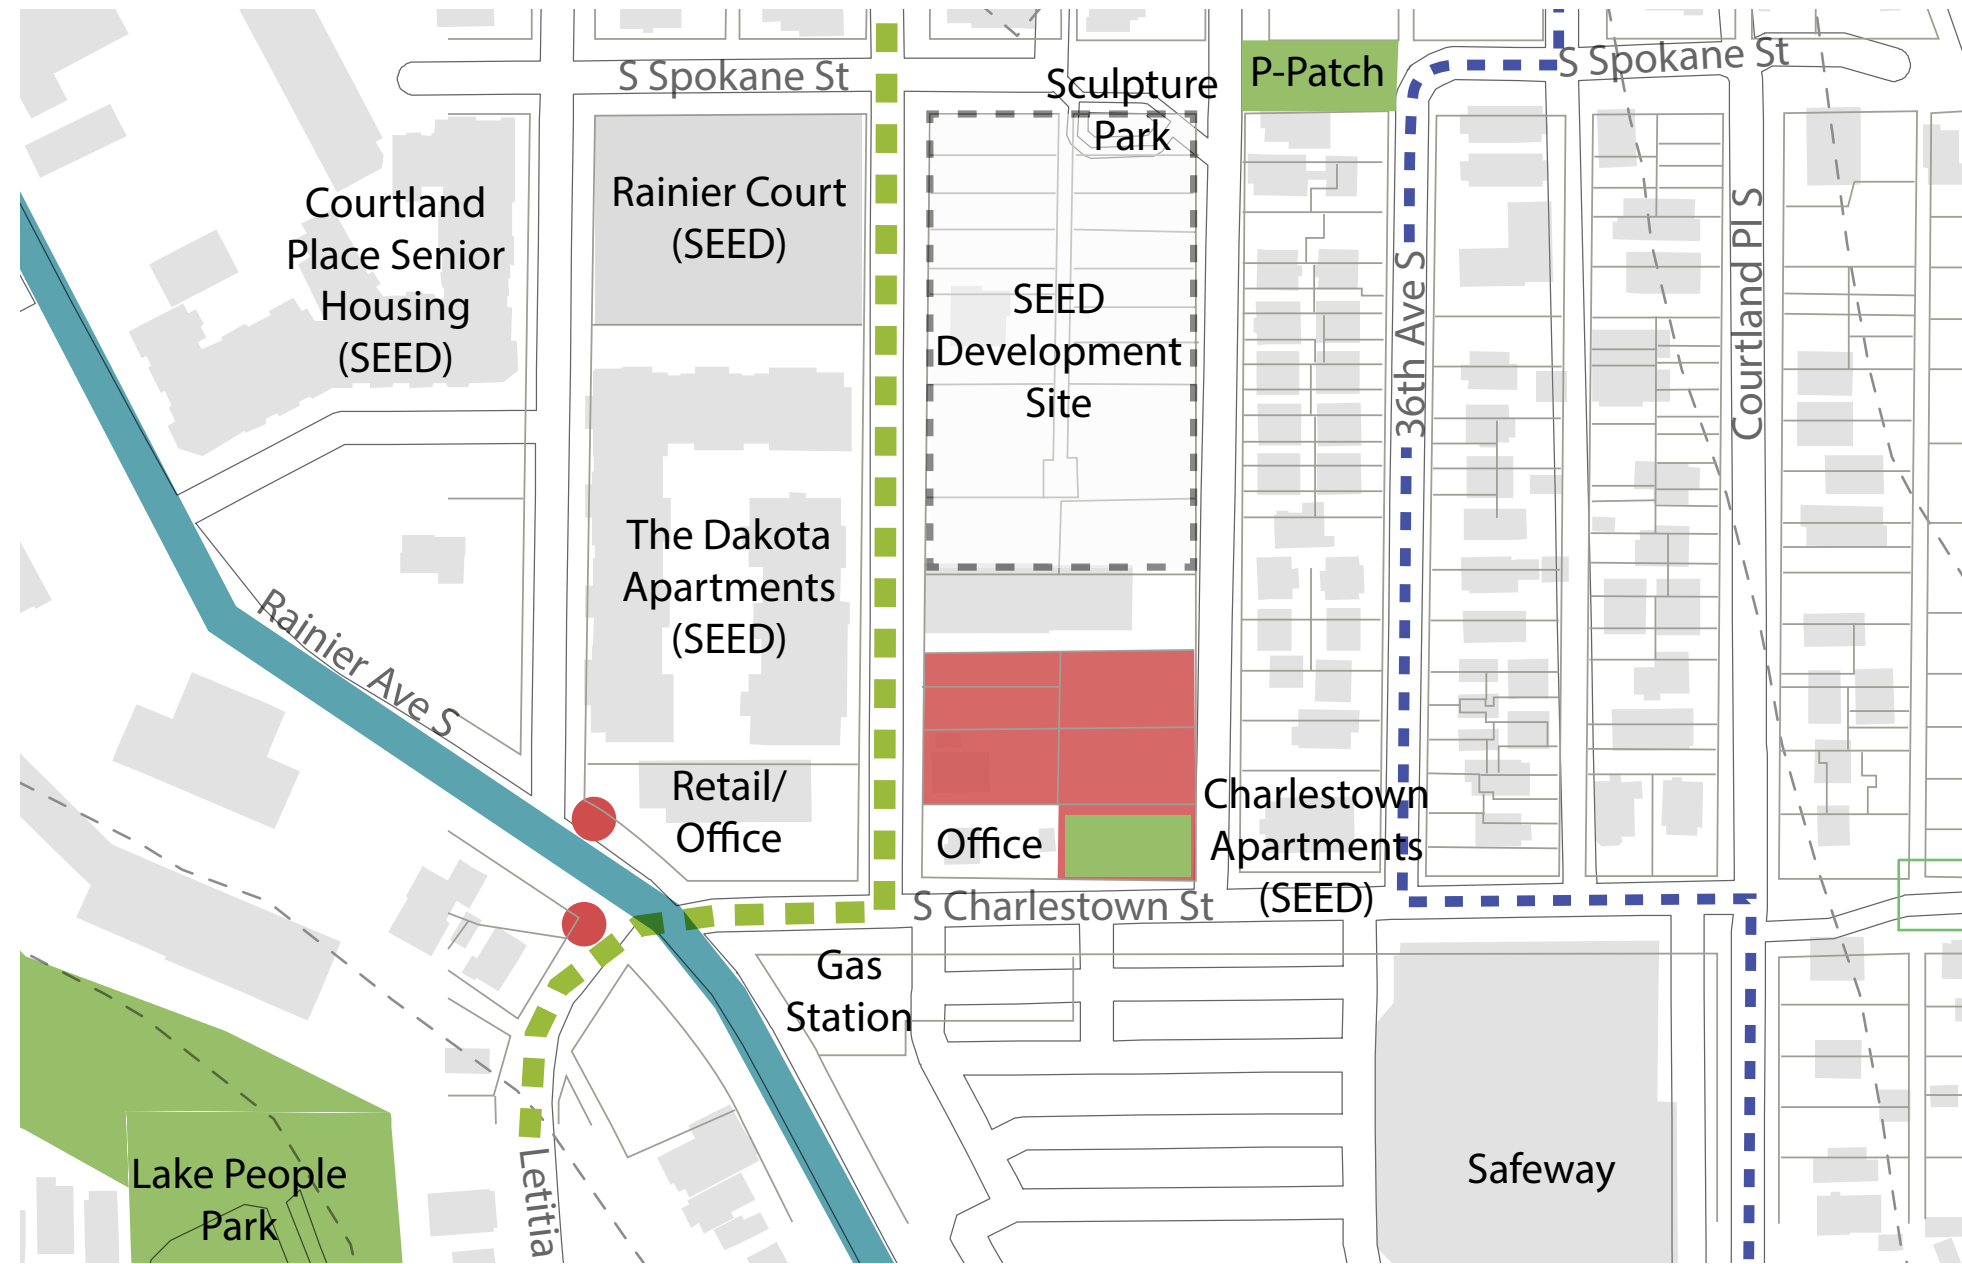 S Spokane St
Sculpture
Park
P-Patch
S Spokane St
Courtland
Place Senior
Housing
(SEED)
Rainier Court
(SEED)
SEED
Development
Site
36th Ave S
Courtland Pl S
The Dakota
Apartments
(SEED)
Rainier Ave S
Retail/
Office
Office
Charlestown
Apartments
(SEED)
S Charlestown St
Gas
Station
Lake People
Park
Letitia
Safeway